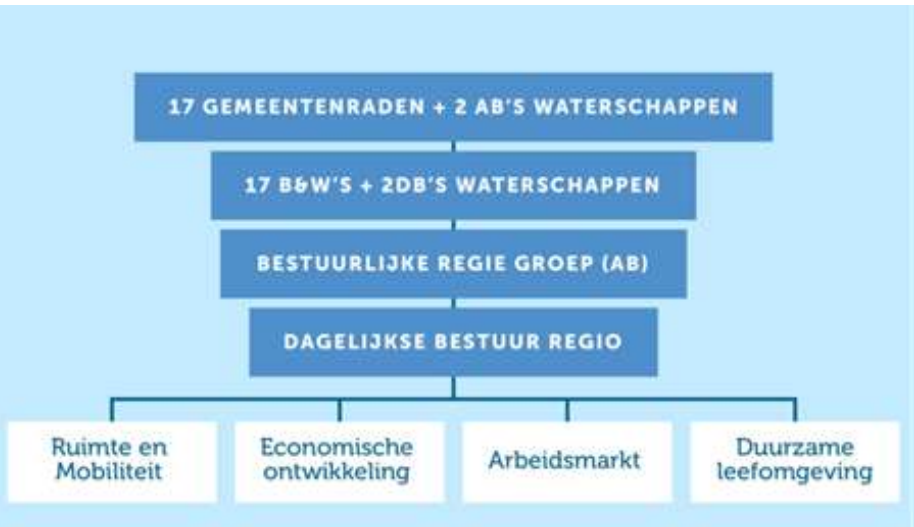 17 GEMEENTENRADEN + 2 AB'S WATERSCHAPPEN
17 B&W'S + 2DB'S WATERSCHAPPEN
BESTUURLIJKE REGIE GROEP (AB)
DAGELIJKSE BESTUUR REGIO
Ruimte en
Mobiliteit
Economische
ontwikkeling
Arbeidsmarkt
Duurzame
leefomgeving